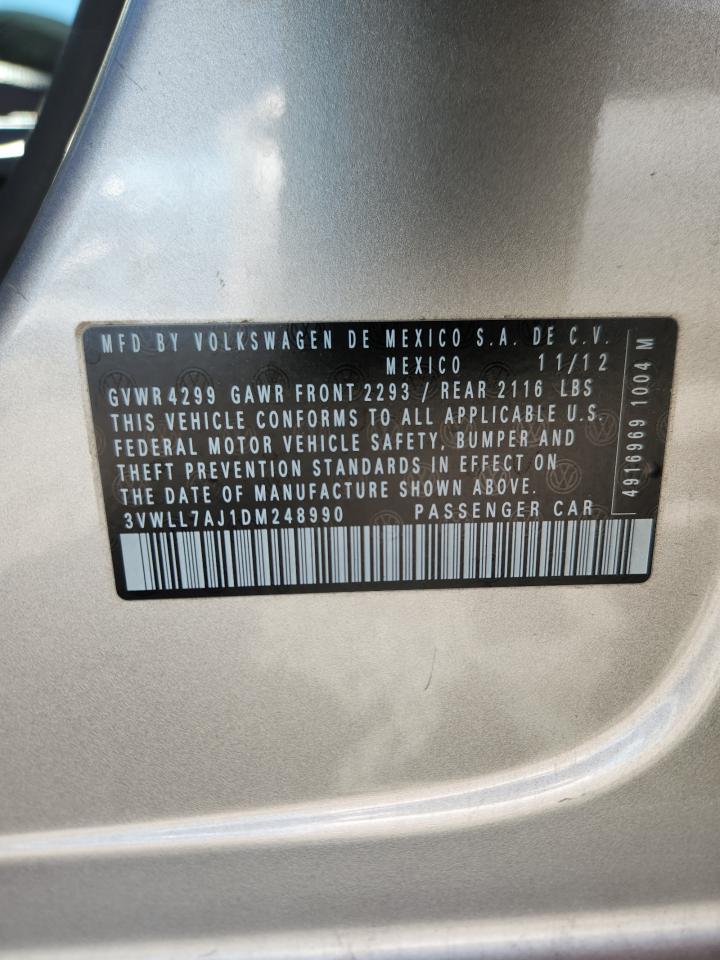 MFD BY VOLKSWAGEN DE MEXICO S.A. DE C.V.
MEXICO 11/12
GVWR 4299 GAWR FRONT 2293 / REAR 2116 LBS
THIS VEHICLE CONFORMS TO ALL APPLICABLE U.S.
FEDERAL MOTOR VEHICLE SAFETY, BUMPER AND
THEFT PREVENTION STANDARDS IN EFFECT ON
THE DATE OF MANUFACTURE SHOWN ABOVE.
3VWLL7AJ1DM248990 PASSENGER CAR
4916969 1004 M